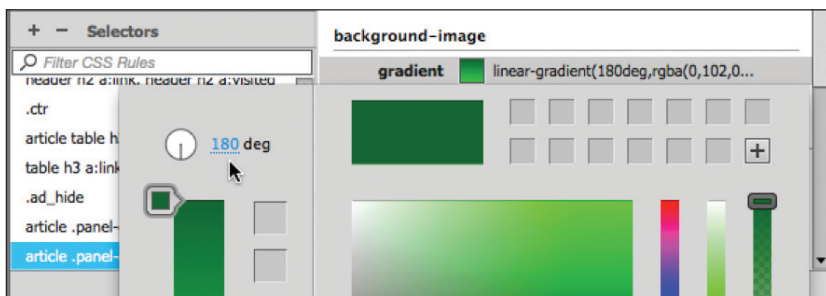 + − Selectors
Filter CSS Rules
header h2 a:link, header h2 a:visited
.ctr
article table h
table h3 a:link
.ad_hide
article .panel-
article .panel-
background-image
gradient linear-gradient(180deg,rgba(0,102,0...
180 deg
+